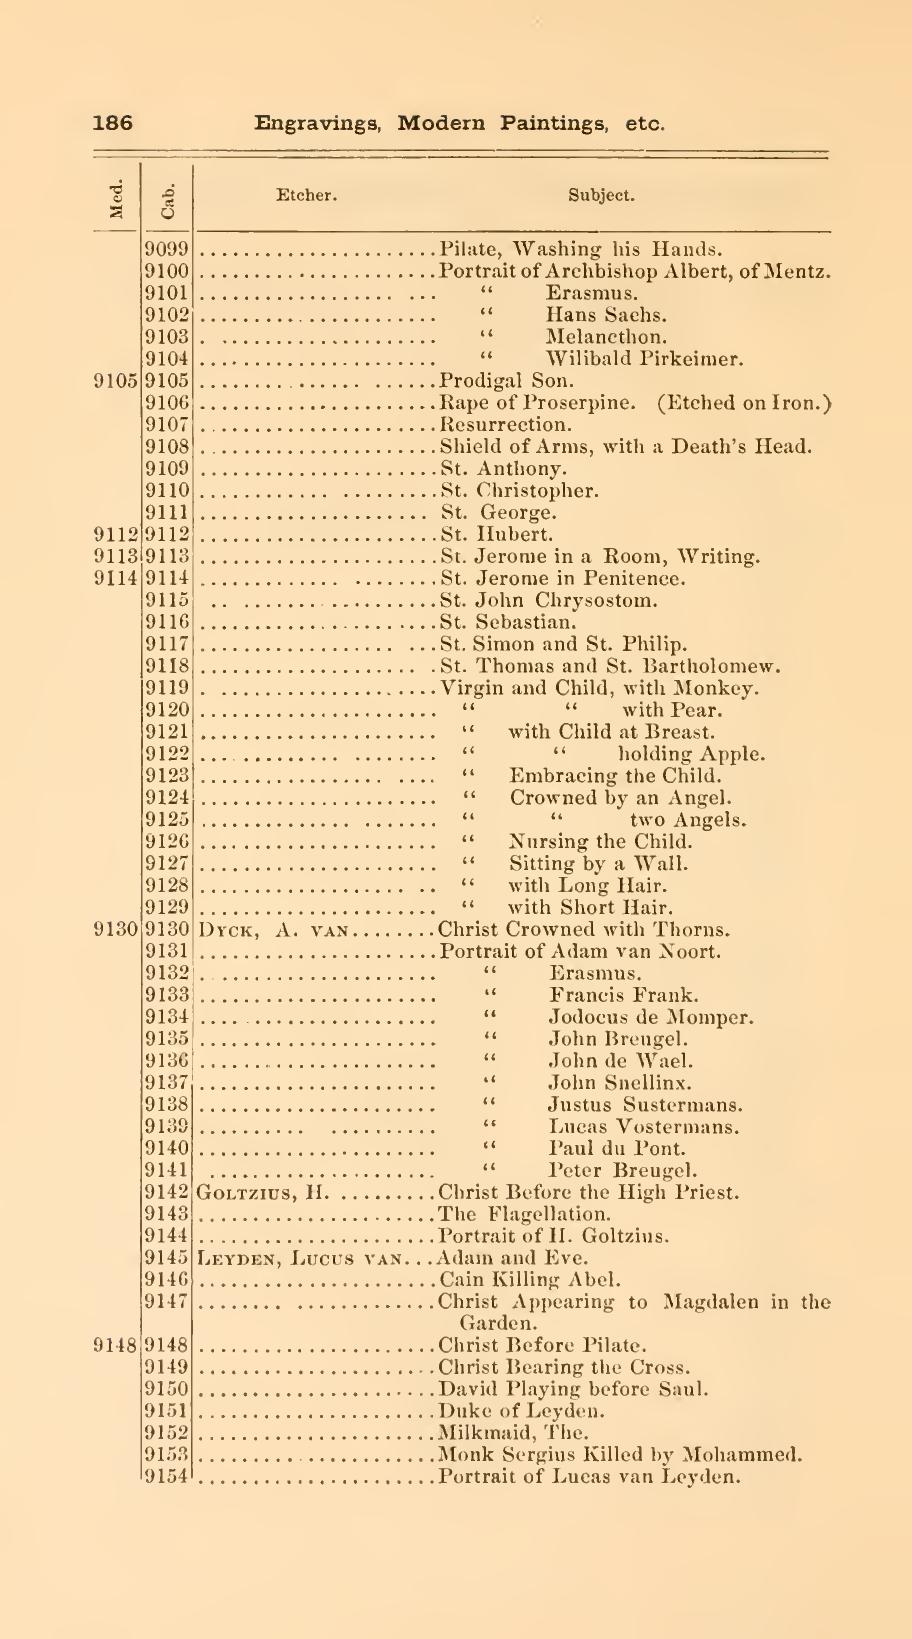 186 Engravings, Modern Paintings, etc.
Med. Cab. Etcher. Subject.
9099 ...................... Pilate, Washing his Hands.
9100 ...................... Portrait of Archbishop Albert, of Mentz.
9101 ...................... “ Erasmus.
9102 ...................... “ Hans Sachs.
9103 ...................... “ Melancthon.
9104 ...................... “ Wilibald Pirkeimer.
9105 9105 ...................... Prodigal Son.
9106 ...................... Rape of Proserpine. (Etched on Iron.)
9107 ...................... Resurrection.
9108 ...................... Shield of Arms, with a Death's Head.
9109 ...................... St. Anthony.
9110 ...................... St. Christopher.
9111 ...................... St. George.
9112 9112 ...................... St. Hubert.
9113 9113 ...................... St. Jerome in a Room, Writing.
9114 9114 ...................... St. Jerome in Penitence.
9115 ...................... St. John Chrysostom.
9116 ...................... St. Sebastian.
9117 ...................... St. Simon and St. Philip.
9118 ...................... St. Thomas and St. Bartholomew.
9119 ...................... Virgin and Child, with Monkey.
9120 ...................... “ “ with Pear.
9121 ...................... “ with Child at Breast.
9122 ...................... “ “ holding Apple.
9123 ...................... “ Embracing the Child.
9124 ...................... “ Crowned by an Angel.
9125 ...................... “ “ two Angels.
9126 ...................... “ Nursing the Child.
9127 ...................... “ Sitting by a Wall.
9128 ...................... “ with Long Hair.
9129 ...................... “ with Short Hair.
9130 9130 DYCK, A. VAN........ Christ Crowned with Thorns.
9131 ...................... Portrait of Adam van Noort.
9132 ...................... “ Erasmus.
9133 ...................... “ Francis Frank.
9134 ...................... “ Jodocus de Momper.
9135 ...................... “ John Breugel.
9136 ...................... “ John de Wael.
9137 ...................... “ John Snellinx.
9138 ...................... “ Justus Sustermans.
9139 ...................... “ Lucas Vostermans.
9140 ...................... “ Paul du Pont.
9141 ...................... “ Peter Breugel.
9142 GOLTZIUS, H. .......... Christ Before the High Priest.
9143 ...................... The Flagellation.
9144 ...................... Portrait of H. Goltzius.
9145 LEYDEN, LUCUS VAN... Adam and Eve.
9146 ...................... Cain Killing Abel.
9147 ...................... Christ Appearing to Magdalen in the
Garden.
9148 9148 ...................... Christ Before Pilate.
9149 ...................... Christ Bearing the Cross.
9150 ...................... David Playing before Saul.
9151 ...................... Duke of Leyden.
9152 ...................... Milkmaid, The.
9153 ...................... Monk Sergius Killed by Mohammed.
9154 ...................... Portrait of Lucas van Leyden.